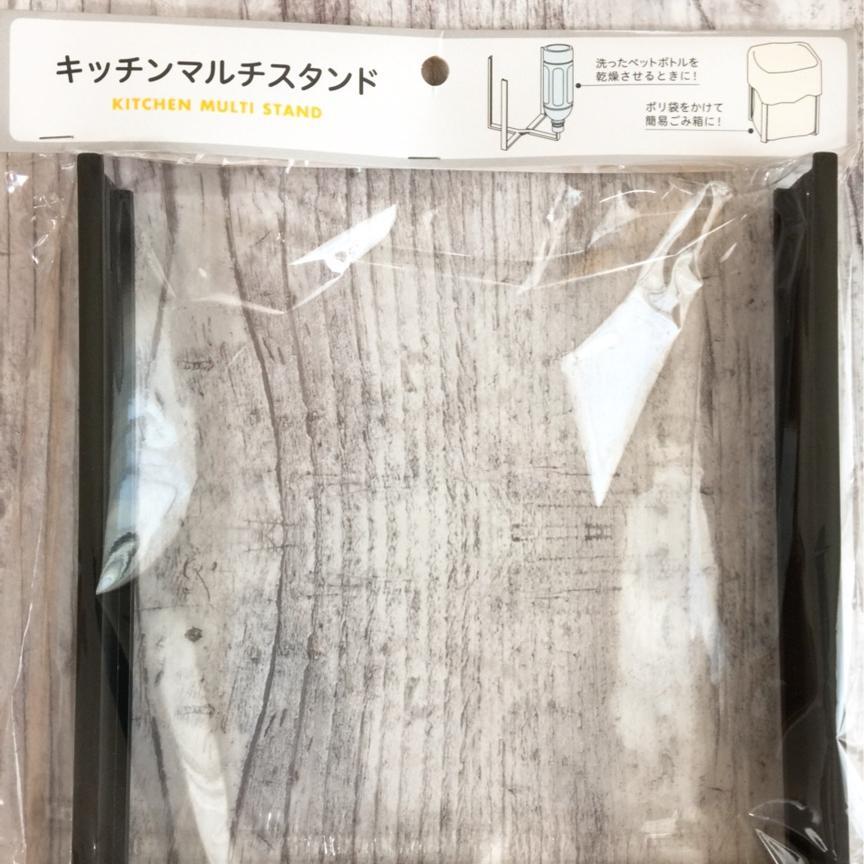 キッチンマルチスタンド
KITCHEN MULTI STAND
洗ったペットボトルを
乾燥させるときに!
ポリ袋をかけて
簡易ごみ箱に!